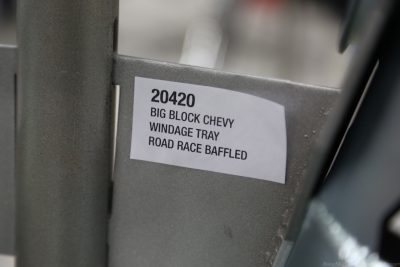 20420
BIG BLOCK CHEVY
WINDAGE TRAY
ROAD RACE BAFFLED